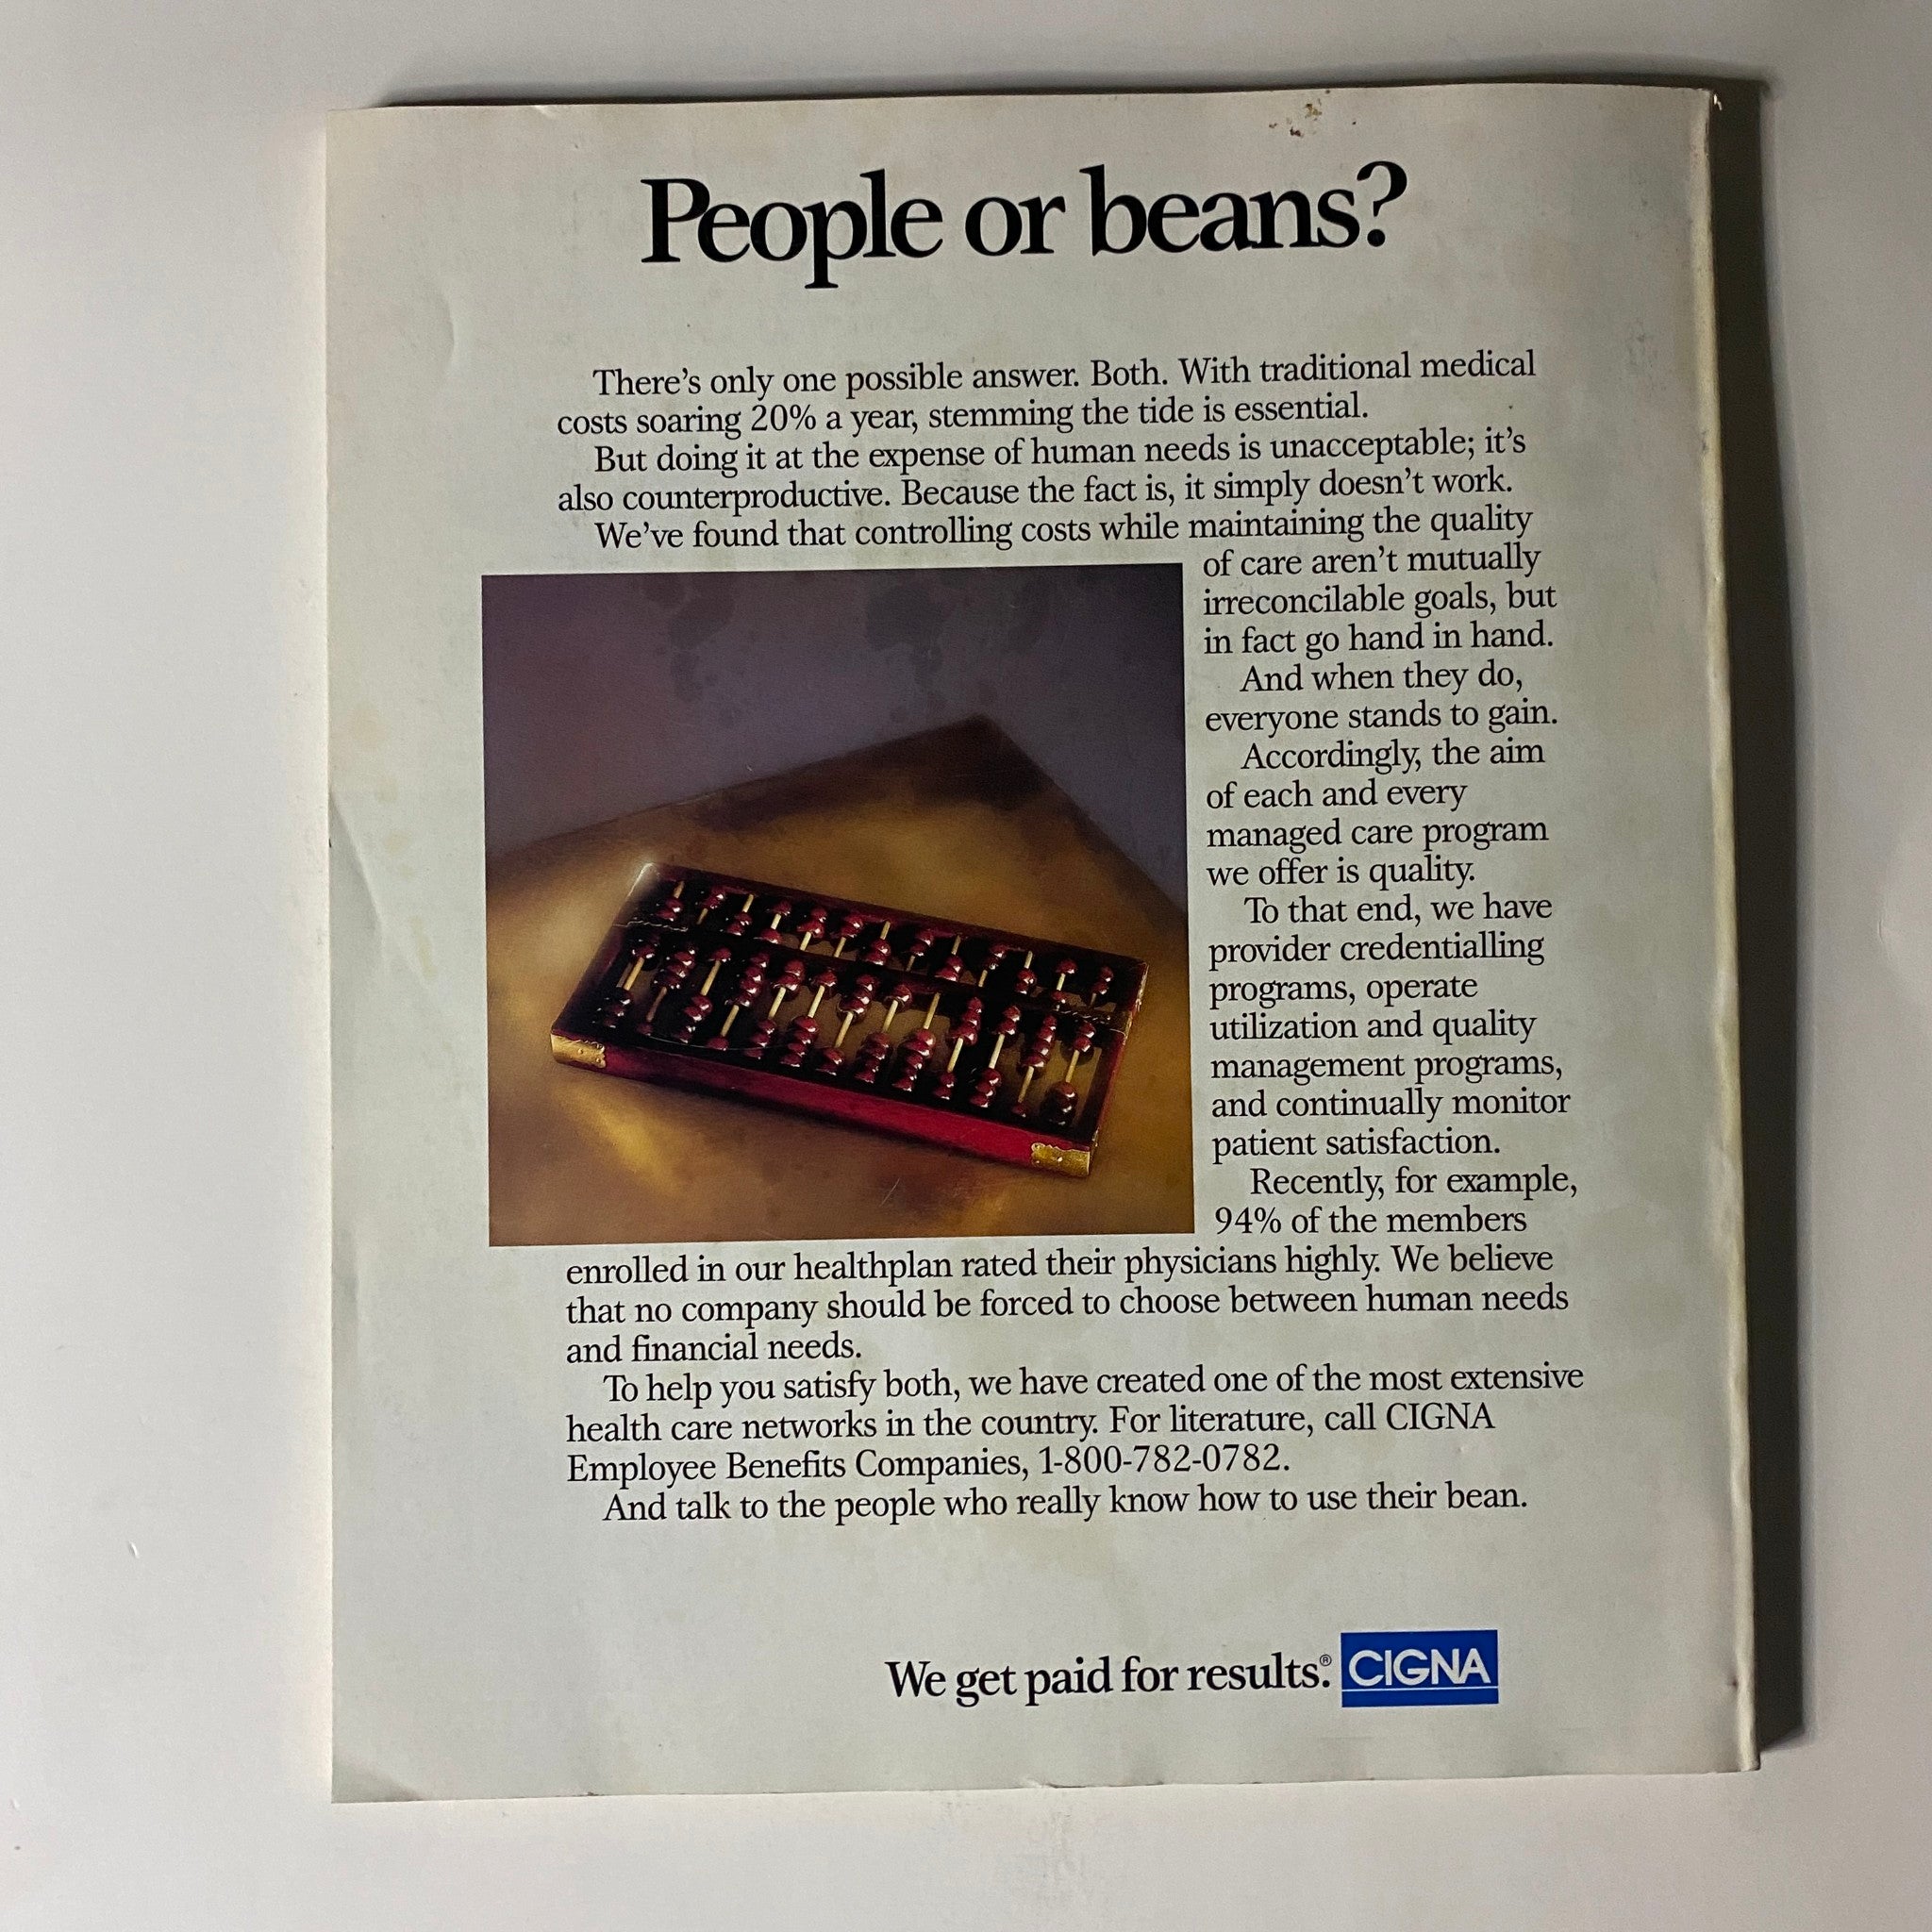 People or beans?
There's only one possible answer. Both. With traditional medical
costs soaring 20% a year, stemming the tide is essential.
But doing it at the expense of human needs is unacceptable; it's
also counterproductive. Because the fact is, it simply doesn't work.
We've found that controlling costs while maintaining the quality
of care aren't mutually
irreconcilable goals, but
in fact go hand in hand.
And when they do,
everyone stands to gain.
Accordingly, the aim
of each and every
managed care program
we offer is quality.
To that end, we have
provider credentialling
programs, operate
utilization and quality
management programs,
and continually monitor
patient satisfaction.
Recently, for example,
94% of the members
enrolled in our healthplan rated their physicians highly. We believe
that no company should be forced to choose between human needs
and financial needs.
To help you satisfy both, we have created one of the most extensive
health care networks in the country. For literature, call CIGNA
Employee Benefits Companies, 1-800-782-0782.
And talk to the people who really know how to use their bean.
We get paid for results.® CIGNA